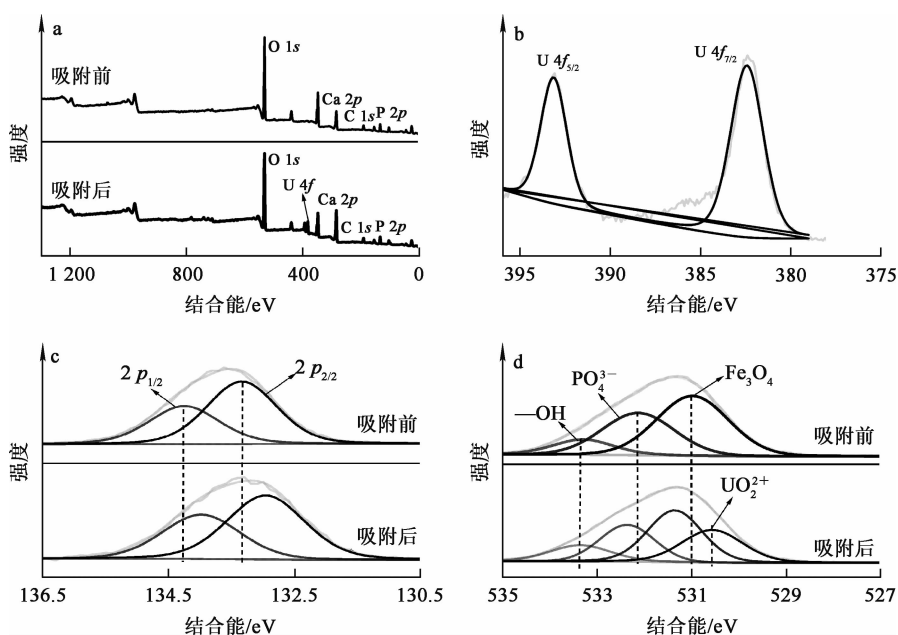 a
强度
吸附前
O 1s
Ca 2p
C 1s P 2p
吸附后
O 1s
U 4f
Ca 2p
C 1s P 2p
1 200 800 400 0
结合能/eV
b
强度
U 4f5/2
U 4f7/2
395 390 385 380 375
结合能/eV
c
强度
2 p1/2
2 p2/2
吸附前
吸附后
136.5 134.5 132.5 130.5
结合能/eV
d
强度
—OH
PO₄³⁻
Fe₃O₄
吸附前
UO₂²⁺
吸附后
535 533 531 529 527
结合能/eV